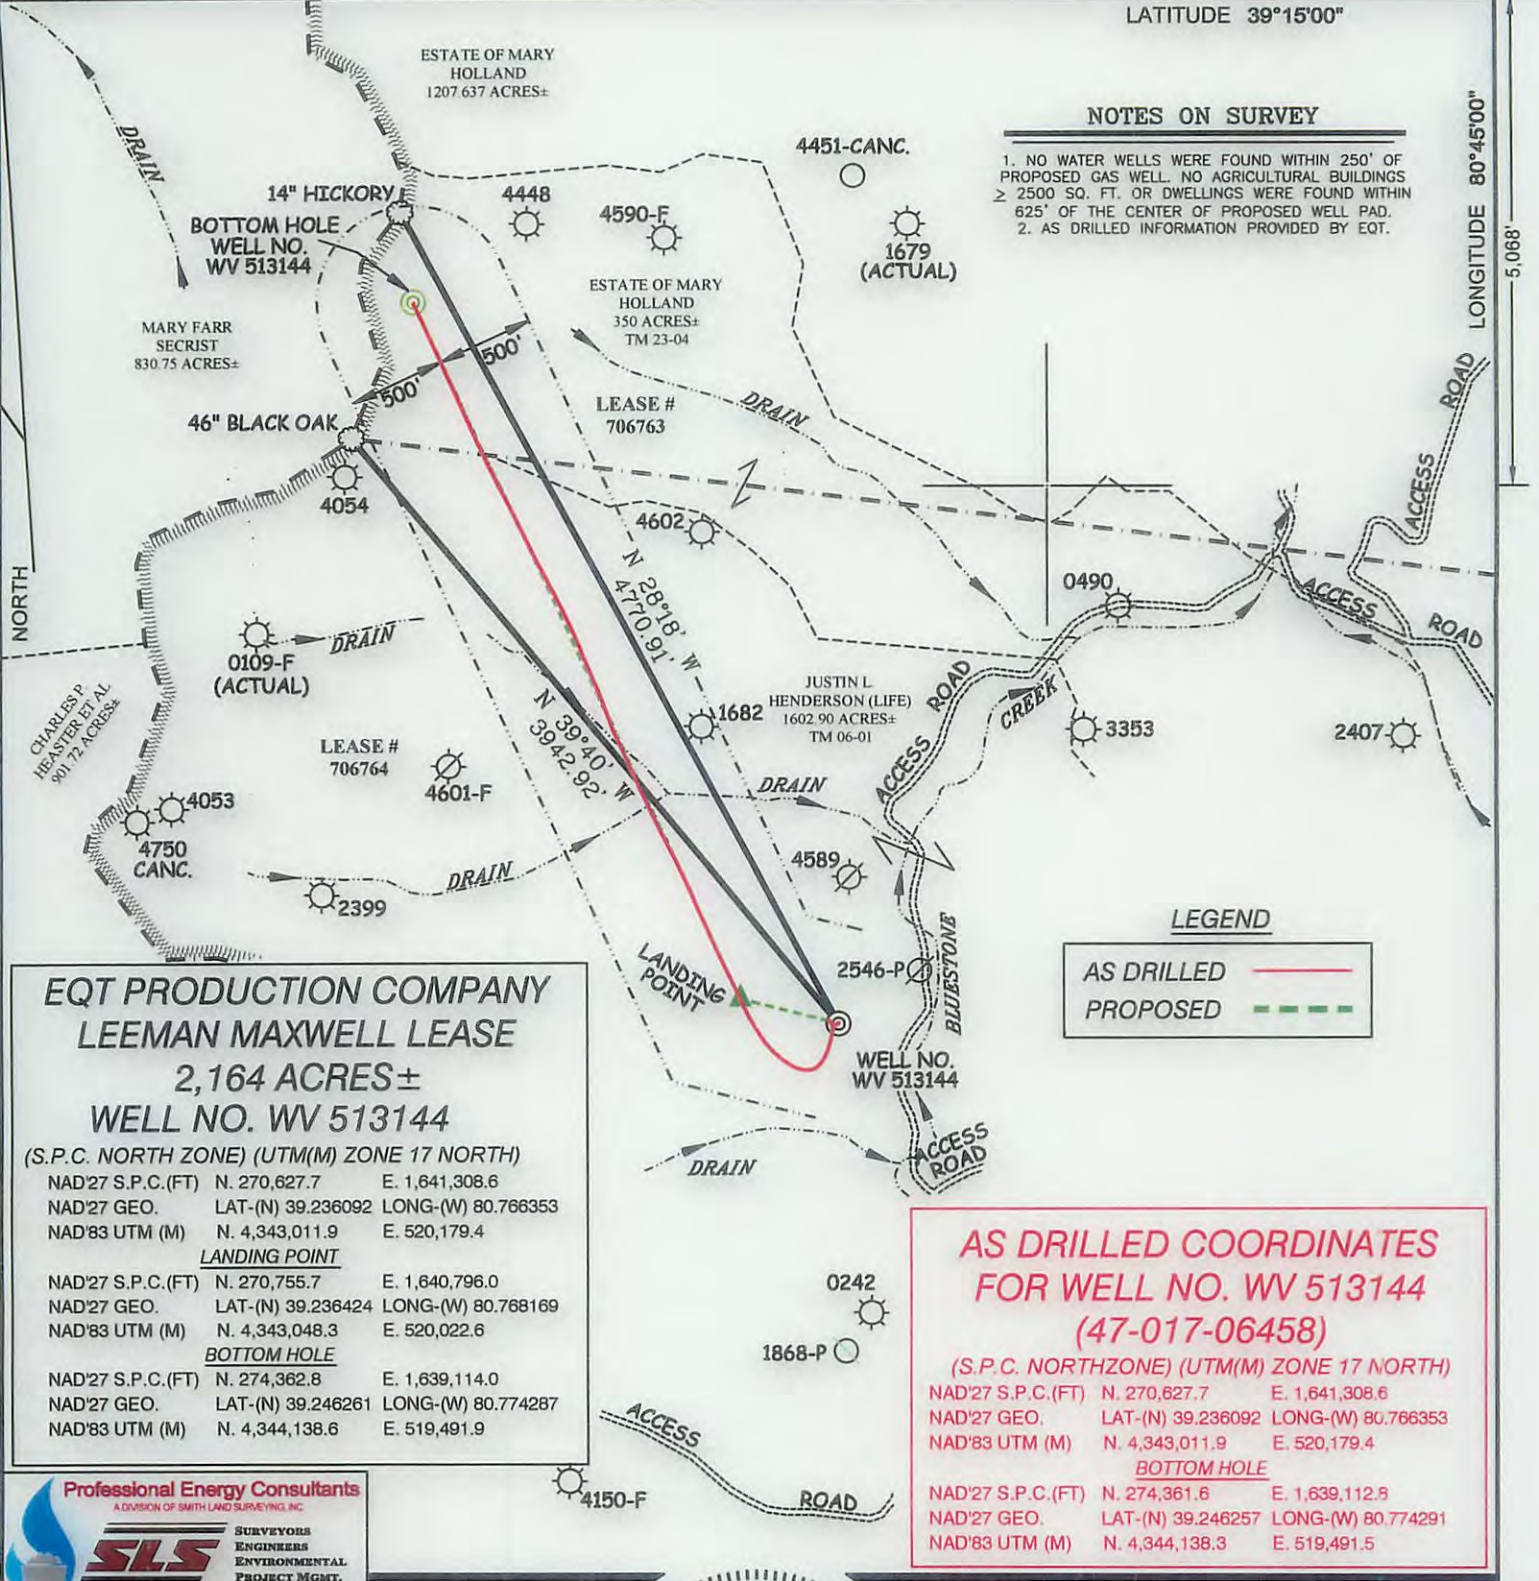 LATITUDE 39°15'00"
ESTATE OF MARY
HOLLAND
1207.637 ACRES±
NOTES ON SURVEY
1. NO WATER WELLS WERE FOUND WITHIN 250' OF
PROPOSED GAS WELL. NO AGRICULTURAL BUILDINGS
≥ 2500 SQ. FT. OR DWELLINGS WERE FOUND WITHIN
625' OF THE CENTER OF PROPOSED WELL PAD.
2. AS DRILLED INFORMATION PROVIDED BY EQT.
LONGITUDE 80°45'00"
5,068'
4451-CANC.
DRAIN
14" HICKORY
4448
4590-F
1679
(ACTUAL)
BOTTOM HOLE
WELL NO.
WV 513144
ESTATE OF MARY
HOLLAND
350 ACRES±
TM 23-04
MARY FARR
SECRIST
830.75 ACRES±
500'
500'
LEASE #
706763
DRAIN
ACCESS ROAD
46" BLACK OAK
4054
4602
NORTH
N 28°18' W
4770.91'
0490
ACCESS ROAD
0109-F
(ACTUAL)
DRAIN
CHARLES P.
HEASTER ET AL
901.72 ACRES±
N 39°40' W
3942.92'
JUSTIN L
HENDERSON (LIFE)
1602.90 ACRES±
TM 06-01
1682
ACCESS ROAD
CREEK
3353
2407
LEASE #
706764
4601-F
DRAIN
4053
4750
CANC.
4589
DRAIN
2399
BLUESTONE
LANDING
POINT
2546-P
WELL NO.
WV 513144
ACCESS
ROAD
DRAIN
LEGEND
AS DRILLED
PROPOSED
EQT PRODUCTION COMPANY
LEEMAN MAXWELL LEASE
2,164 ACRES±
WELL NO. WV 513144
(S.P.C. NORTH ZONE) (UTM(M) ZONE 17 NORTH)
NAD'27 S.P.C.(FT) N. 270,627.7 E. 1,641,308.6
NAD'27 GEO. LAT-(N) 39.236092 LONG-(W) 80.766353
NAD'83 UTM (M) N. 4,343,011.9 E. 520,179.4
LANDING POINT
NAD'27 S.P.C.(FT) N. 270,755.7 E. 1,640,796.0
NAD'27 GEO. LAT-(N) 39.236424 LONG-(W) 80.768169
NAD'83 UTM (M) N. 4,343,048.3 E. 520,022.6
BOTTOM HOLE
NAD'27 S.P.C.(FT) N. 274,362.8 E. 1,639,114.0
NAD'27 GEO. LAT-(N) 39.246261 LONG-(W) 80.774287
NAD'83 UTM (M) N. 4,344,138.6 E. 519,491.9
0242
1868-P
ACCESS ROAD
4150-F
AS DRILLED COORDINATES
FOR WELL NO. WV 513144
(47-017-06458)
(S.P.C. NORTHZONE) (UTM(M) ZONE 17 NORTH)
NAD'27 S.P.C.(FT) N. 270,627.7 E. 1,641,308.6
NAD'27 GEO. LAT-(N) 39.236092 LONG-(W) 80.766353
NAD'83 UTM (M) N. 4,343,011.9 E. 520,179.4
BOTTOM HOLE
NAD'27 S.P.C.(FT) N. 274,361.6 E. 1,639,112.8
NAD'27 GEO. LAT-(N) 39.246257 LONG-(W) 80.774291
NAD'83 UTM (M) N. 4,344,138.3 E. 519,491.5
Professional Energy Consultants
A DIVISION OF SMITH LAND SURVEYING, INC.
SLS
SURVEYORS
ENGINEERS
ENVIRONMENTAL
PROJECT MGMT.